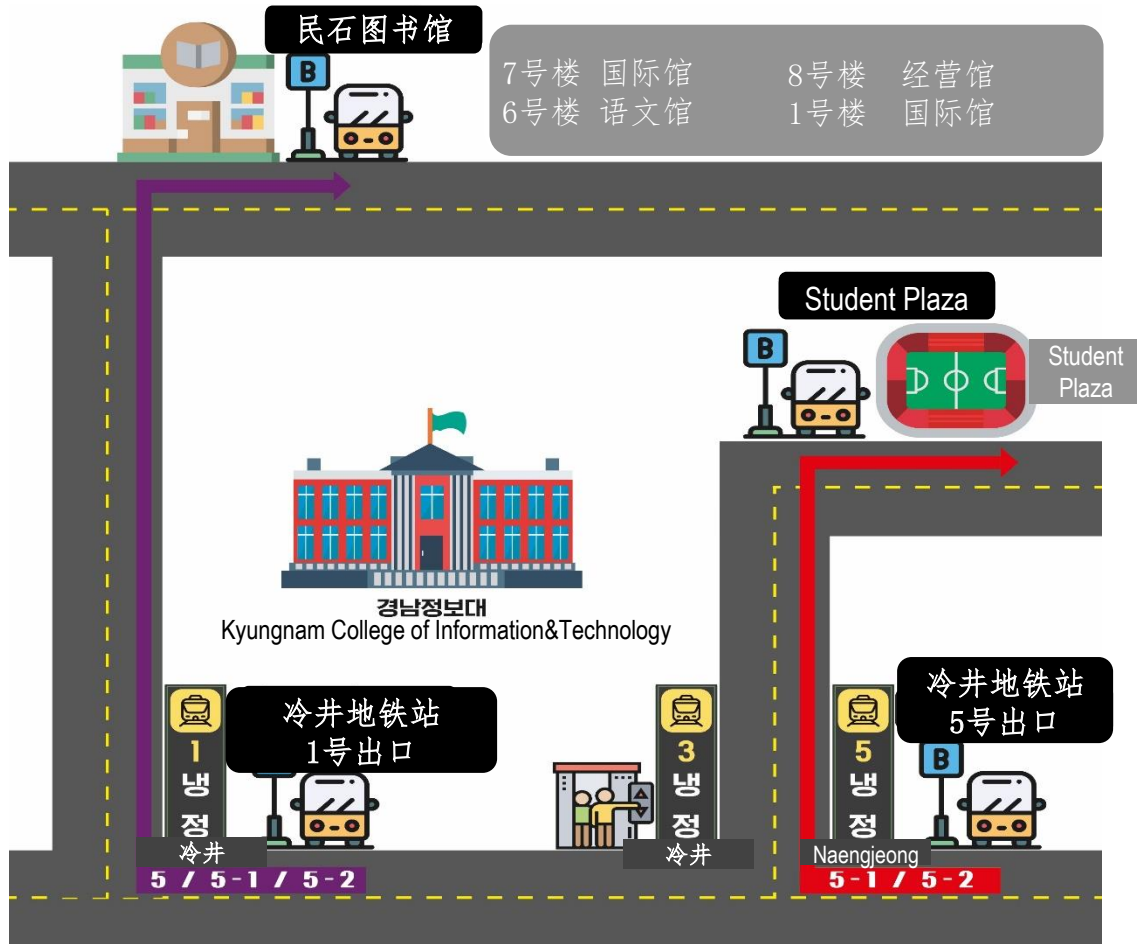 民石图书馆
B
7号楼 国际馆 8号楼 经营馆
6号楼 语文馆 1号楼 国际馆
Student Plaza
B
Student
Plaza
경남정보대
Kyungnam College of Information&Technology
冷井地铁站
1号出口
1
냉
정
冷井
5 / 5-1 / 5-2
3
냉
정
冷井
冷井地铁站
5号出口
5
냉
정
B
Naengjeong
5-1 / 5-2